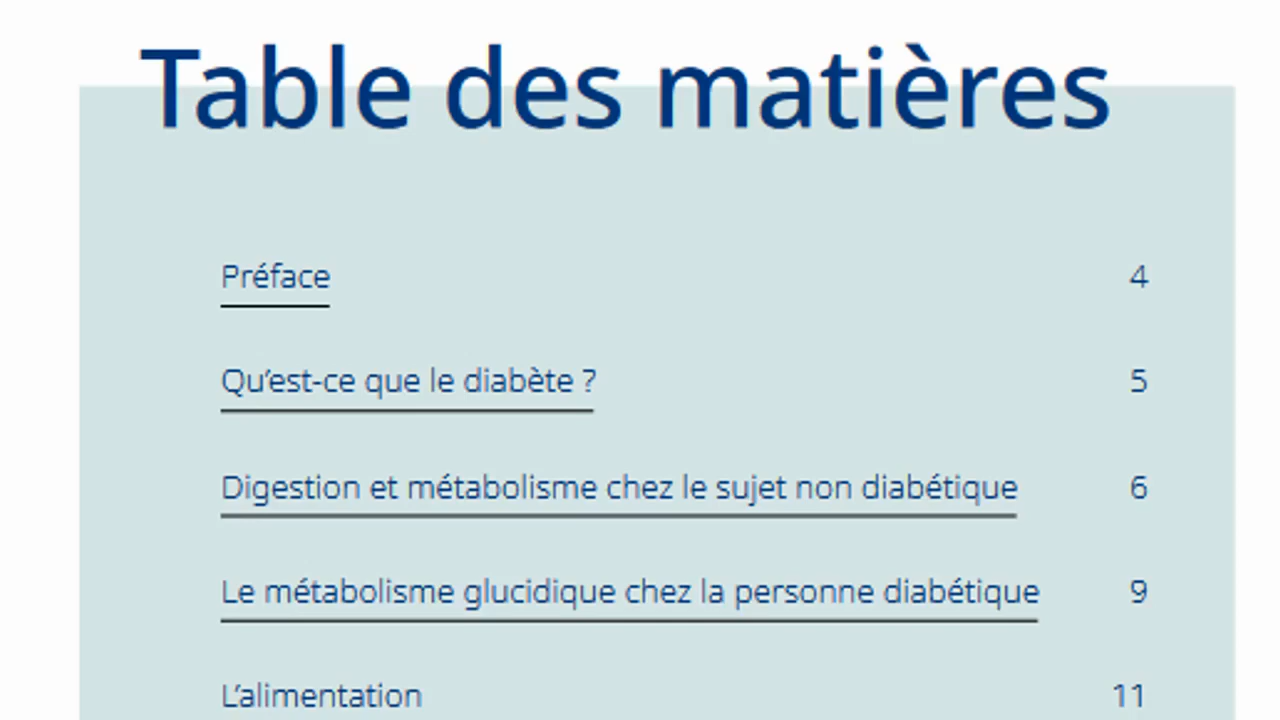 Table des matières
Préface 4
Qu’est-ce que le diabète ? 5
Digestion et métabolisme chez le sujet non diabétique 6
Le métabolisme glucidique chez la personne diabétique 9
L’alimentation 11